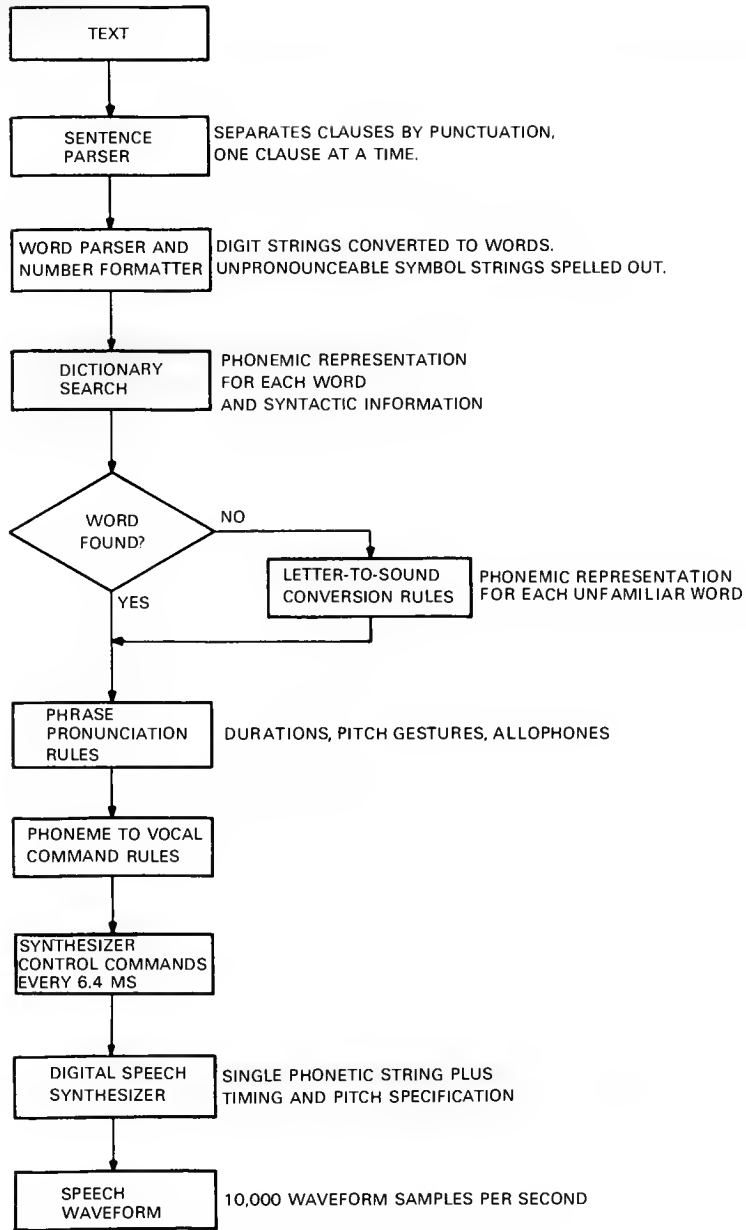 TEXT
SENTENCE
PARSER
SEPARATES CLAUSES BY PUNCTUATION,
ONE CLAUSE AT A TIME.
WORD PARSER AND
NUMBER FORMATTER
DIGIT STRINGS CONVERTED TO WORDS.
UNPRONOUNCEABLE SYMBOL STRINGS SPELLED OUT.
DICTIONARY
SEARCH
PHONEMIC REPRESENTATION
FOR EACH WORD
AND SYNTACTIC INFORMATION
WORD
FOUND?
NO
YES
LETTER-TO-SOUND
CONVERSION RULES
PHONEMIC REPRESENTATION
FOR EACH UNFAMILIAR WORD
PHRASE
PRONUNCIATION
RULES
DURATIONS, PITCH GESTURES, ALLOPHONES
PHONEME TO VOCAL
COMMAND RULES
SYNTHESIZER
CONTROL COMMANDS
EVERY 6.4 MS
DIGITAL SPEECH
SYNTHESIZER
SINGLE PHONETIC STRING PLUS
TIMING AND PITCH SPECIFICATION
SPEECH
WAVEFORM
10,000 WAVEFORM SAMPLES PER SECOND